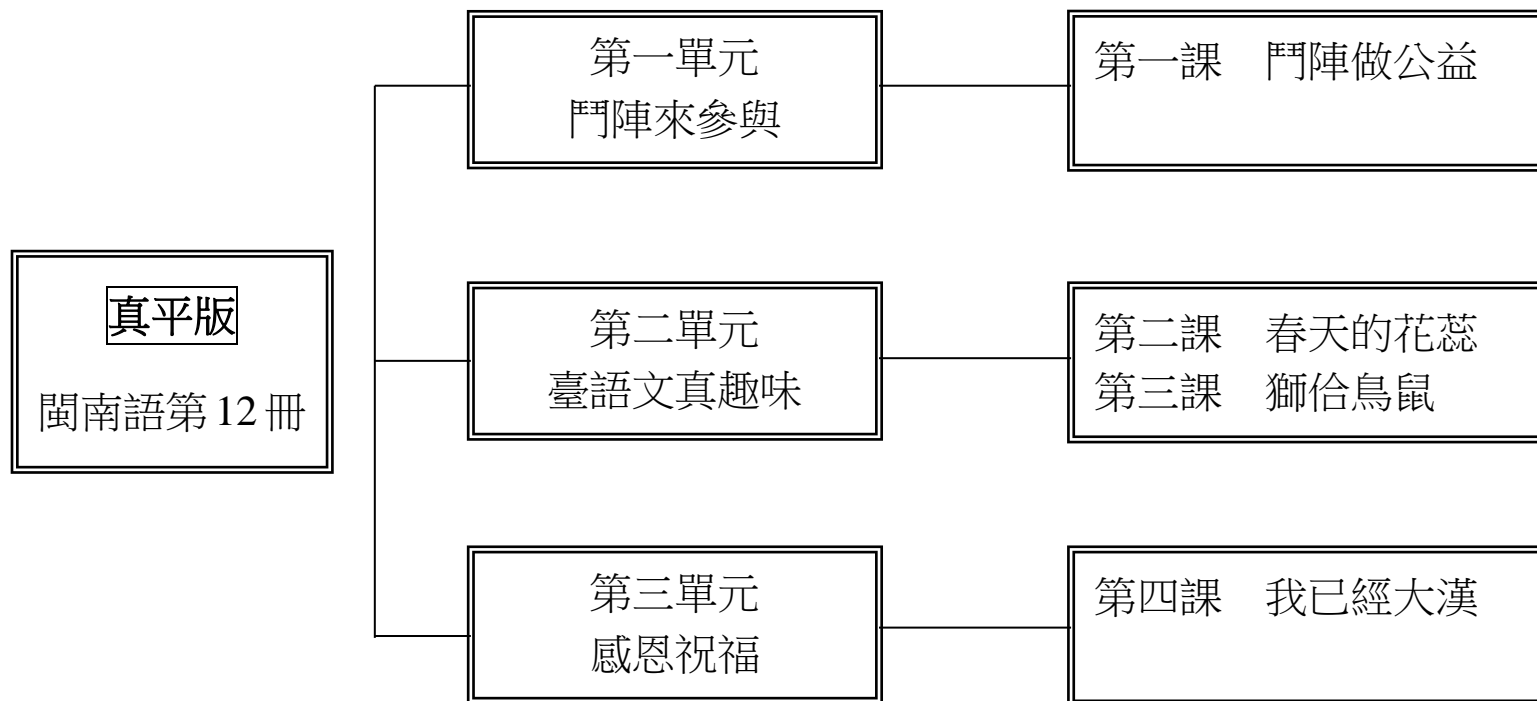 真平版
閩南語第 12 冊
第一單元
鬥陣來參與
第一課　鬥陣做公益
第二單元
臺語文真趣味
第二課　春天的花蕊
第三課　獅佮鳥鼠
第三單元
感恩祝福
第四課　我已經大漢